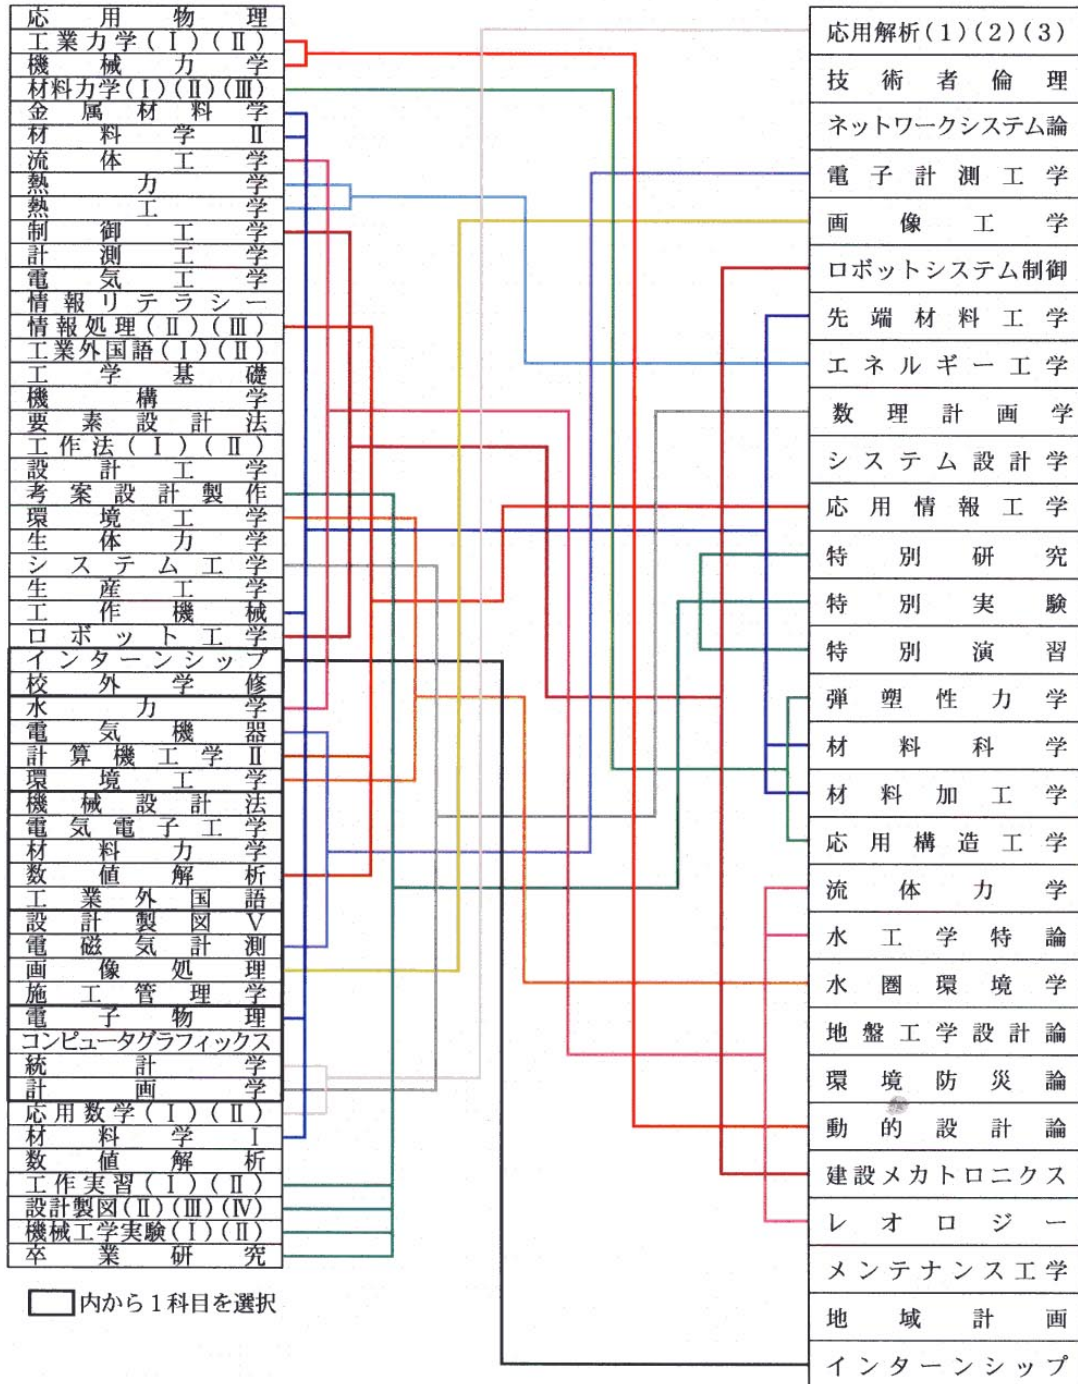 応用物理
工業力学(Ⅰ)(Ⅱ)
機械力学
材料力学(Ⅰ)(Ⅱ)(Ⅲ)
金属材料学
材料学Ⅱ
流体工学
熱力学
熱工学
制御工学
計測工学
電気工学
情報リテラシー
情報処理(Ⅱ)(Ⅲ)
工業外国語(Ⅰ)(Ⅱ)
工学基礎
機構学
要素設計法
工作法(Ⅰ)(Ⅱ)
設計工学
考案設計製作
環境工学
生体力学
システム工学
生産工学
工作機械
ロボット工学
インターンシップ
校外学修
水力学
電気機器
計算機工学Ⅱ
環境工学
機械設計法
電気電子工学
材料力学
数値解析
工業外国語
設計製図Ⅴ
電磁気計測
画像処理
施工管理学
電子物理
コンピュータグラフィックス
統計学
計画学
応用数学(Ⅰ)(Ⅱ)
材料学Ⅰ
数値解析
工作実習(Ⅰ)(Ⅱ)
設計製図(Ⅱ)(Ⅲ)(Ⅳ)
機械工学実験(Ⅰ)(Ⅱ)
卒業研究
内から1科目を選択
応用解析(1)(2)(3)
技術者倫理
ネットワークシステム論
電子計測工学
画像工学
ロボットシステム制御
先端材料工学
エネルギー工学
数理計画学
システム設計学
応用情報工学
特別研究
特別実験
特別演習
弾塑性力学
材料科学
材料加工学
応用構造工学
流体力学
水工学特論
水圏環境学
地盤工学設計論
環境防災論
動的設計論
建設メカトロニクス
レオロジー
メンテナンス工学
地域計画
インターンシップ